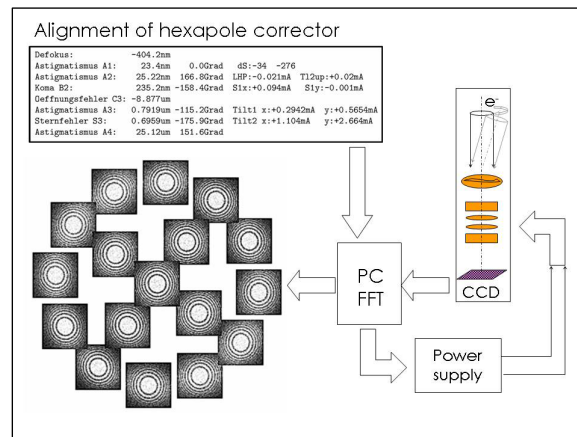 Alignment of hexapole corrector
Defokus: -404.2nm
Astigmatismus A1: 23.4nm 0.0Grad dS:-34 -276
Astigmatismus A2: 25.22nm 166.8Grad LHP:-0.021mA Tl2up:+0.02mA
Koma B2: 235.2nm -158.4Grad S1x:+0.094mA S1y:-0.001mA
Oeffnungsfehler C3: -8.877um
Astigmatismus A3: 0.7919um -115.2Grad Tilt1 x:+0.2942mA y:+0.5654mA
Sternfehler S3: 0.6959um -175.9Grad Tilt2 x:+1.104mA y:+2.664mA
Astigmatismus A4: 25.12um 151.6Grad
e-
PC
FFT
CCD
Power
supply